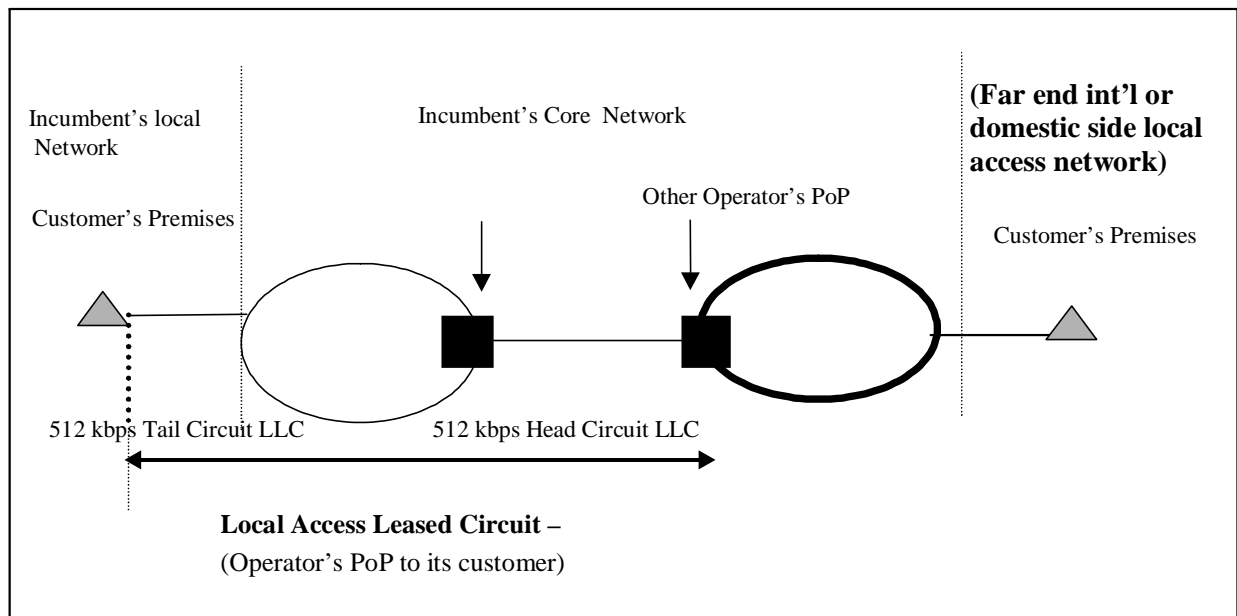 Incumbent's local
Network
Customer's Premises
Incumbent's Core Network
Other Operator's PoP
(Far end int'l or
domestic side local
access network)
Customer's Premises
512 kbps Tail Circuit LLC
512 kbps Head Circuit LLC
Local Access Leased Circuit –
(Operator's PoP to its customer)